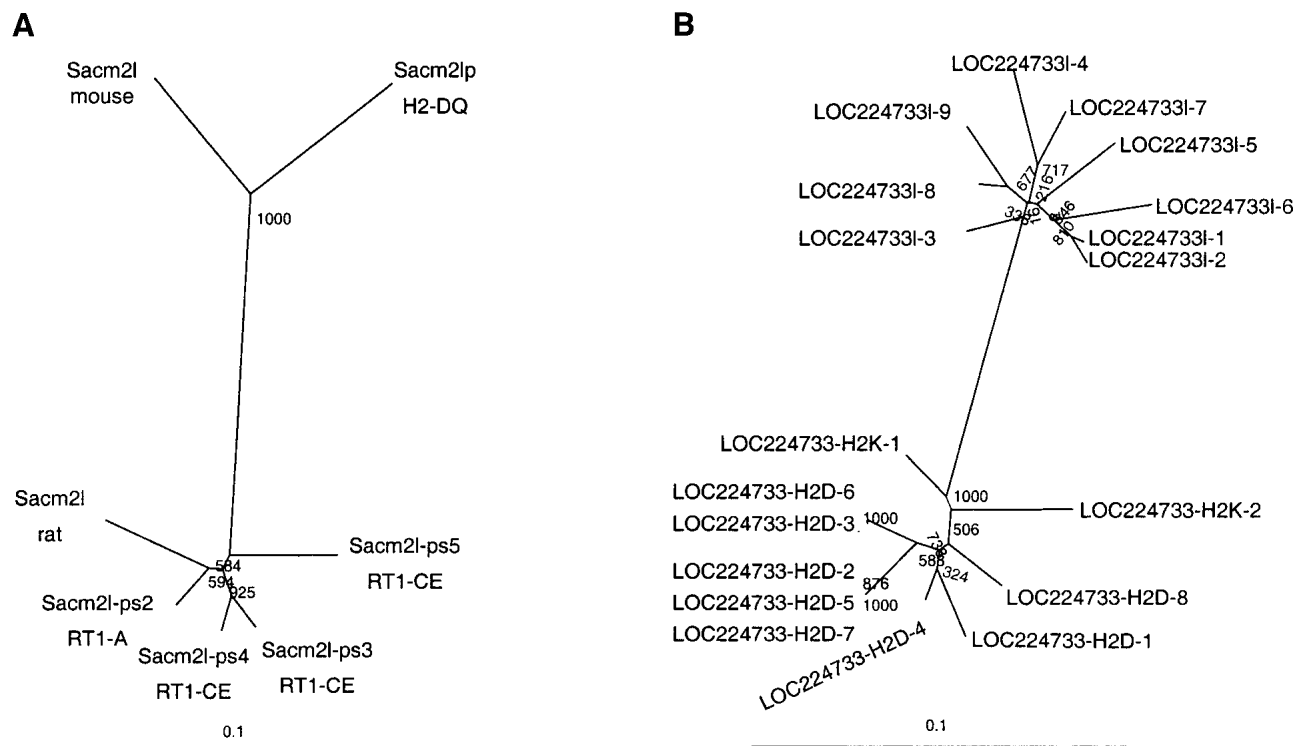 A
Sacm2l
mouse
Sacm2lp
H2-DQ
1000
Sacm2l
rat
584
594
925
Sacm2l-ps5
RT1-CE
Sacm2l-ps2
RT1-A
Sacm2l-ps4
RT1-CE
Sacm2l-ps3
RT1-CE
0.1
B
LOC224733l-4
LOC224733l-9
LOC224733l-7
LOC224733l-5
677
717
216
LOC224733l-8
LOC224733l-6
LOC224733l-3
810
LOC224733l-1
LOC224733l-2
LOC224733-H2K-1
1000
LOC224733-H2K-2
506
LOC224733-H2D-6
1000
LOC224733-H2D-3
588
324
LOC224733-H2D-2
876
LOC224733-H2D-5
1000
LOC224733-H2D-7
LOC224733-H2D-8
LOC224733-H2D-4
LOC224733-H2D-1
0.1